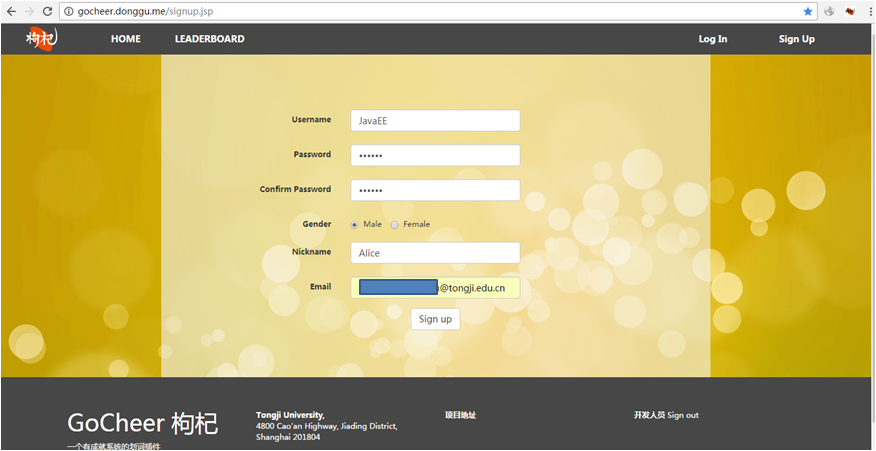 gocheer.donggu.me/signup.jsp
枸杞 HOME LEADERBOARD Log In Sign Up
Username JavaEE
Password ••••••
Confirm Password ••••••
Gender Male Female
Nickname Alice
Email @tongji.edu.cn
Sign up
GoCheer 枸杞
一个有成就系统的划词插件
Tongji University,
4800 Cao'an Highway, Jiading District,
Shanghai 201804
项目地址
开发人员 Sign out